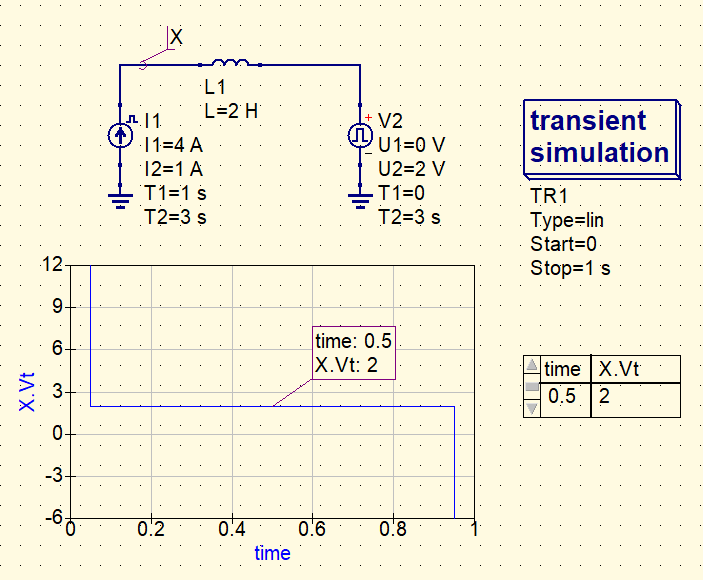 X
L1
L=2 H
I1
I1=4 A
I2=1 A
T1=1 s
T2=3 s
+
V2
U1=0 V
U2=2 V
T1=0
T2=3 s
transient
simulation
TR1
Type=lin
Start=0
Stop=1 s
12
9
6
3
0
-3
-6
X.Vt
time: 0.5
X.Vt: 2
0
0.2
0.4
0.6
0.8
1
time
time X.Vt
0.5 2